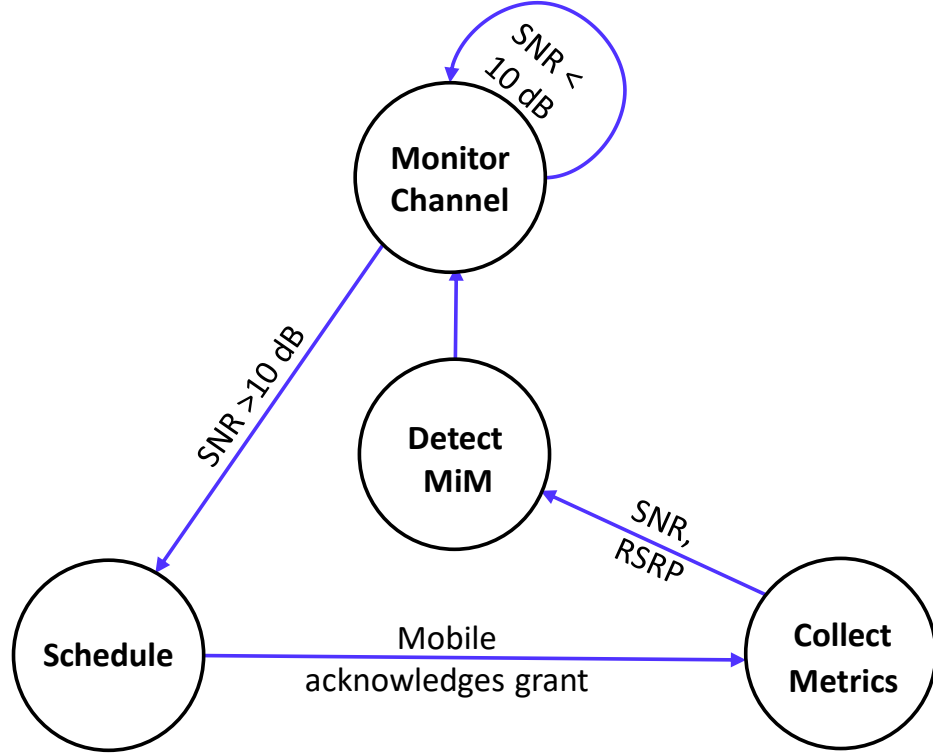 SNR <
10 dB
Monitor
Channel
SNR >10 dB
Detect
MiM
SNR,
RSRP
Schedule
Mobile
acknowledges grant
Collect
Metrics